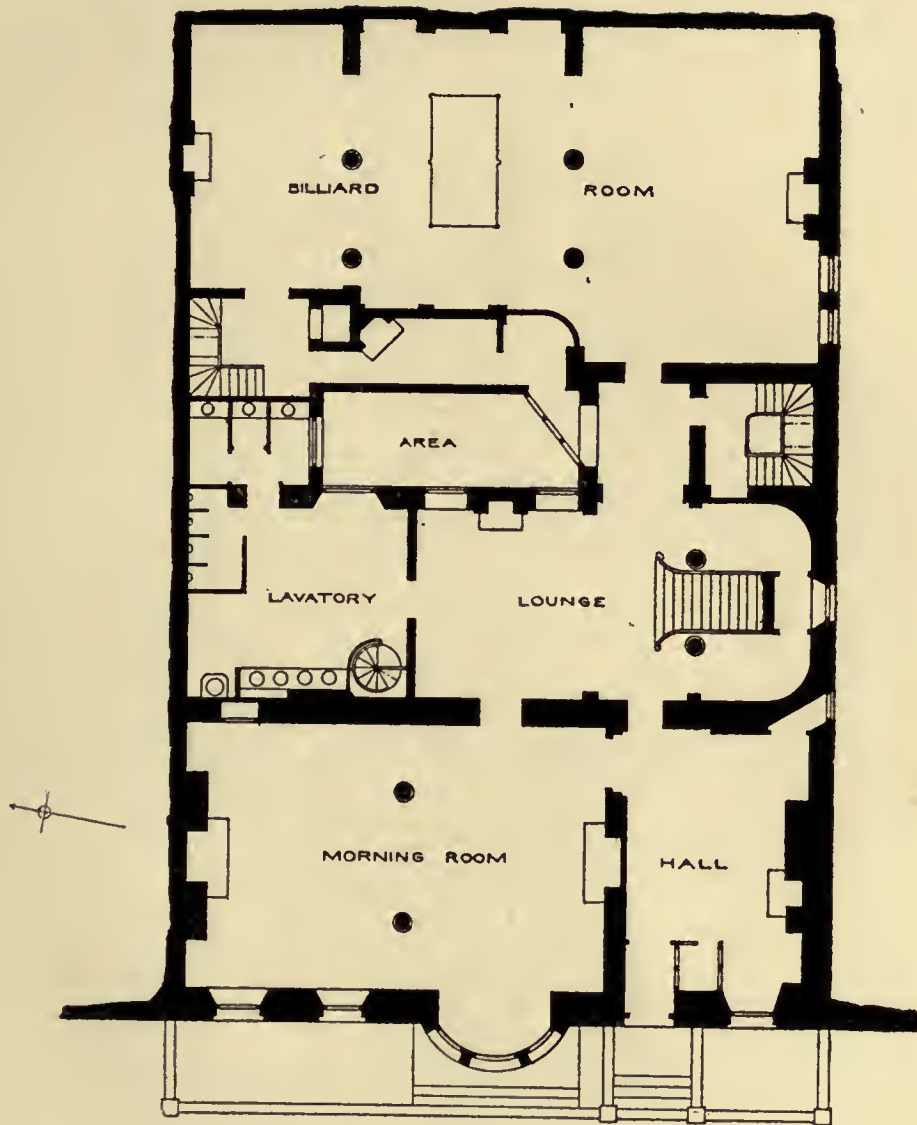 BILLIARD ROOM
AREA
LAVATORY
LOUNGE
MORNING ROOM
HALL